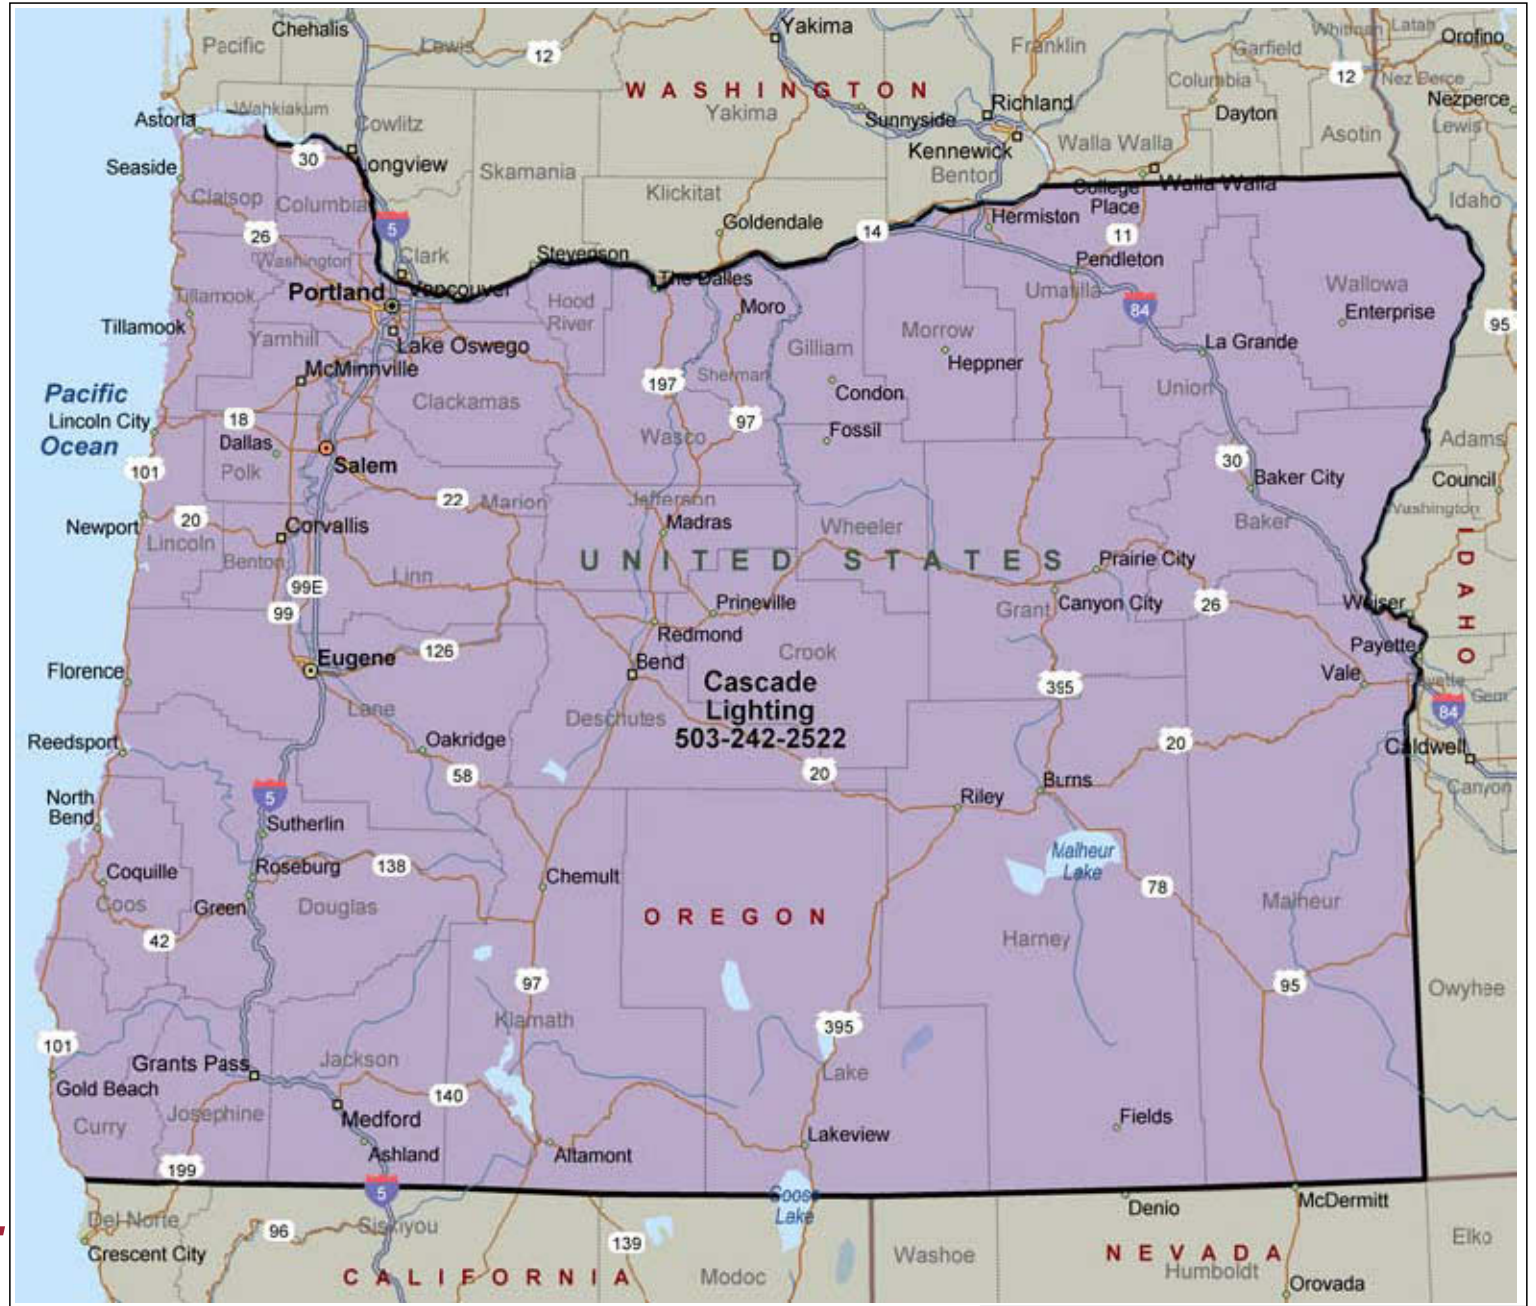 Chehalis
Pacific
Lewis
12
Yakima
Franklin
Whitman
Latah
Orofino
Garfield
12
Nez Perce
WASHINGTON
Yakima
Columbia
Nezperce
Wahkiakum
Astoria
Cowlitz
Sunnyside
Richland
Dayton
Asotin
Lewis
30
Longview
Kennewick
Walla Walla
Seaside
Skamania
Klickitat
Benton
College
Place
Walla Walla
Idaho
Clatsop
Columbia
5
Goldendale
14
Hermiston
11
26
Clark
Washington
Stevenson
Pendleton
Portland
Vancouver
The Dalles
Umatilla
Wallowa
Tillamook
Hood
River
Moro
84
Enterprise
Tillamook
Yamhill
Lake Oswego
Gilliam
Morrow
La Grande
95
McMinnville
197
Sherman
Heppner
Union
Pacific
Ocean
Lincoln City
18
Clackamas
97
Condon
Dallas
Polk
Salem
Wasco
Fossil
30
Adams
101
22
Marion
Jefferson
Baker City
Council
Newport
20
Lincoln
Corvallis
Madras
Wheeler
Baker
Washington
Benton
99E
Linn
UNITED STATES
Prairie City
IDAHO
99
Prineville
Grant
Canyon City
26
Weiser
Redmond
126
Eugene
Bend
Crook
Payette
Florence
Cascade
Lighting
503-242-2522
395
Vale
Payette
Gem
84
Lane
Deschutes
Reedsport
Oakridge
20
Caldwell
58
20
Burns
Canyon
North
Bend
5
Riley
Sutherlin
Malheur
Lake
Coquille
Roseburg
138
Chemult
78
Coos
Green
Douglas
OREGON
Malheur
42
Harney
97
95
Owyhee
Klamath
395
101
Grants Pass
Jackson
Lake
Gold Beach
140
Josephine
Medford
Fields
Curry
Ashland
Altamont
Lakeview
199
5
Goose
Lake
McDermitt
Denio
Del Norte
96
Siskiyou
139
Elko
Crescent City
Washoe
NEVADA
Humboldt
CALIFORNIA
Modoc
Orovada